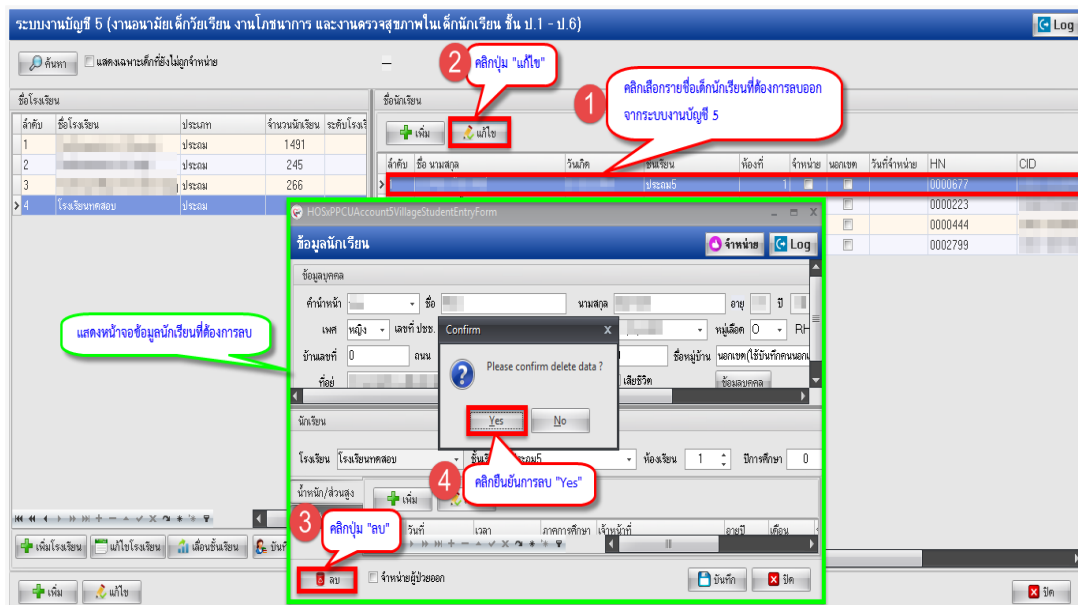 ระบบงานบัญชี 5 (งานอนามัยเด็กวัยเรียน งานโภชนาการ และงานตรวจสุขภาพในเด็กนักเรียน ชั้น ป.1 - ป.6)
Log
ค้นหา
แสดงเฉพาะเด็กที่ยังไม่ถูกจำหน่าย
2
คลิกปุ่ม "แก้ไข"
1
คลิกเลือกรายชื่อเด็กนักเรียนที่ต้องการลบออก
จากระบบงานบัญชี 5
ชื่อโรงเรียน
ลำดับ ชื่อโรงเรียน ประเภท จำนวนนักเรียน
1 ประถม 1491
2 ประถม 245
3 ประถม 266
4 โรงเรียนทดสอบ ประถม
ชื่อนักเรียน
เพิ่ม แก้ไข
ลำดับ ชื่อ นามสกุล วันเกิด ชั้นเรียน ห้องที่ จำหน่าย นอกเขต วันที่จำหน่าย HN CID
ประถม5 1 0000677
0000223
0000444
0002799
แสดงหน้าจอข้อมูลนักเรียนที่ต้องการลบ
HOSxPPCUAccount5VillageStudentEntryForm
ข้อมูลนักเรียน
จำหน่าย Log
ข้อมูลบุคคล
คำนำหน้า ชื่อ นามสกุล อายุ ปี
เพศ หญิง เลขที่ ปชช. หมู่เลือด O RH
บ้านเลขที่ 0 ถนน ชื่อหมู่บ้าน
ที่อยู่ เสียชีวิต ข้อมูลบุคคล
Confirm
Please confirm delete data ?
Yes No
นักเรียน
โรงเรียน โรงเรียนทดสอบ ห้องเรียน 1 ปีการศึกษา 0
4
คลิกยืนยันการลบ "Yes"
น้ำหนัก/ส่วนสูง
เพิ่ม
3
คลิกปุ่ม "ลบ"
วันที่ เวลา ภาคการศึกษา เจ้าหน้าที่ อายุปี เดือน
ลบ
จำหน่ายผู้ป่วยออก
บันทึก ปิด
เพิ่มโรงเรียน แก้ไขโรงเรียน เลื่อนชั้นเรียน
เพิ่ม แก้ไข
ปิด